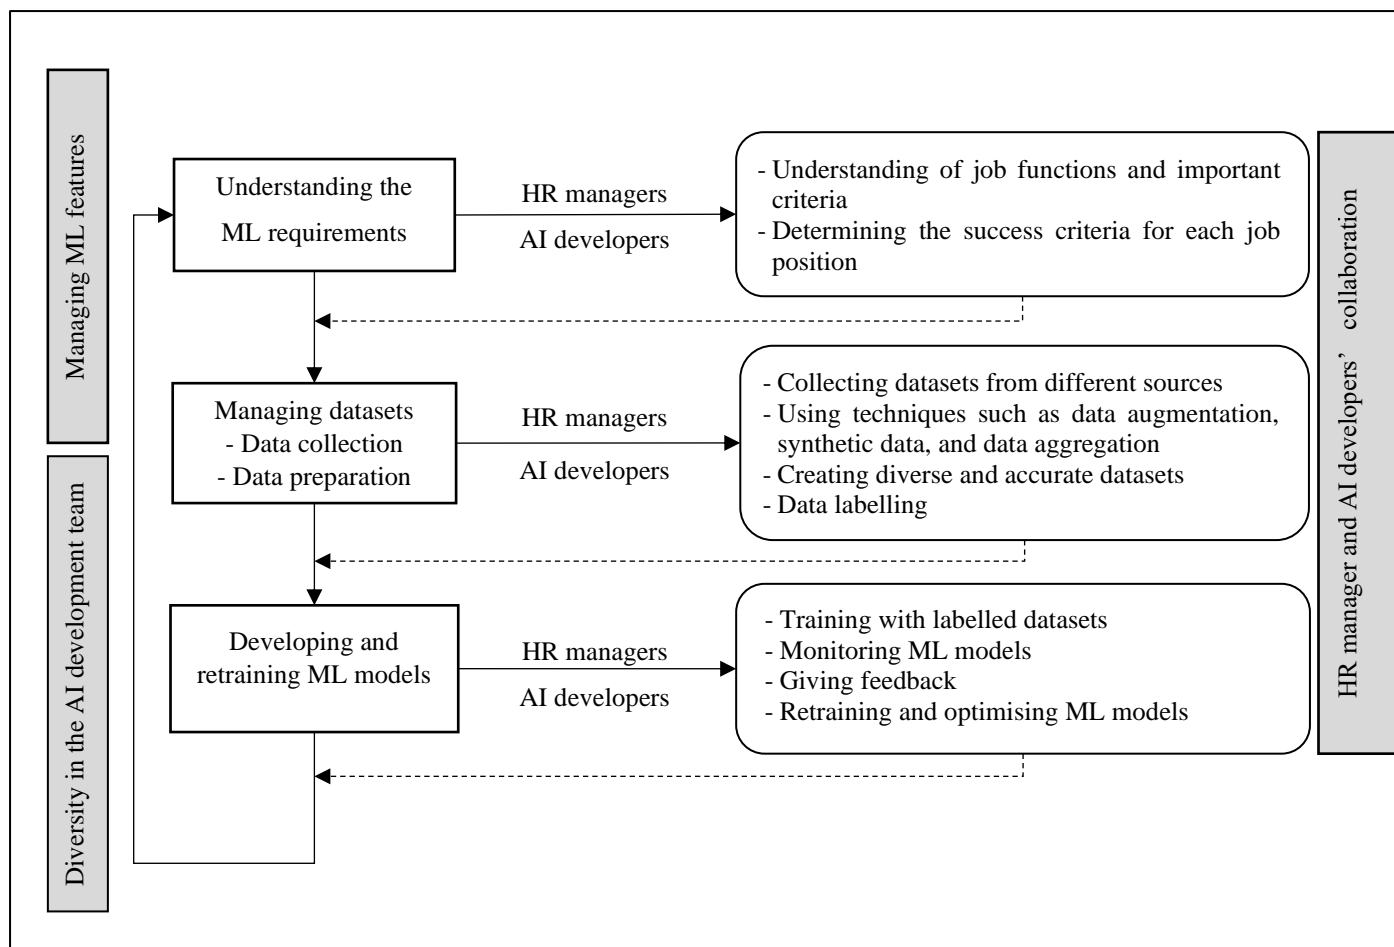 Managing ML features
Understanding the
ML requirements
HR managers
AI developers
- Understanding of job functions and important
criteria
- Determining the success criteria for each job
position
Managing datasets
- Data collection
- Data preparation
HR managers
AI developers
- Collecting datasets from different sources
- Using techniques such as data augmentation,
synthetic data, and data aggregation
- Creating diverse and accurate datasets
- Data labelling
Diversity in the AI development team
Developing and
retraining ML models
HR managers
AI developers
- Training with labelled datasets
- Monitoring ML models
- Giving feedback
- Retraining and optimising ML models
HR manager and AI developers’ collaboration